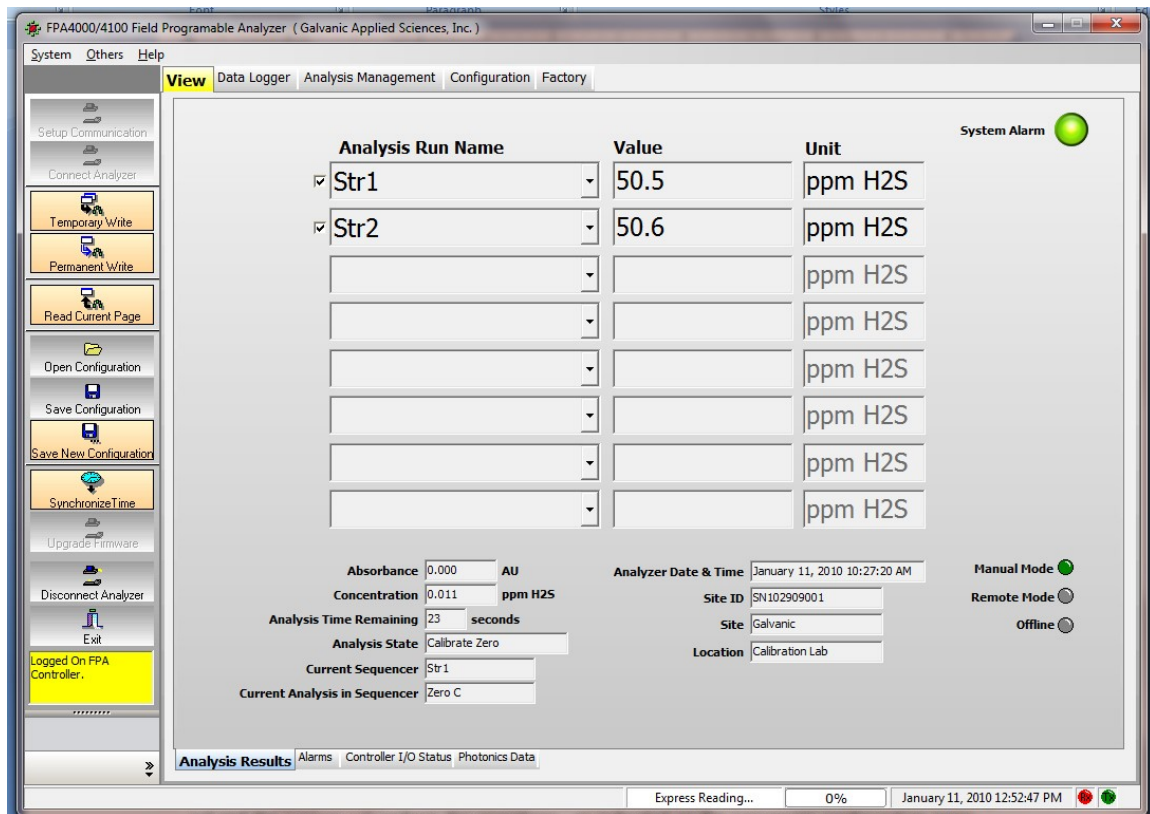 Font Paragraph Styles Ed
FPA4000/4100 Field Programable Analyzer ( Galvanic Applied Sciences, Inc. )
System Others Help
View Data Logger Analysis Management Configuration Factory
Setup Communication
Connect Analyzer
Temporary Write
Permanent Write
Read Current Page
Open Configuration
Save Configuration
Save New Configuration
SynchronizeTime
Upgrade Firmware
Disconnect Analyzer
Exit
Logged On FPA
Controller.
System Alarm
Analysis Run Name Value Unit
Str1 50.5 ppm H2S
Str2 50.6 ppm H2S
ppm H2S
ppm H2S
ppm H2S
ppm H2S
ppm H2S
ppm H2S
Absorbance 0.000 AU
Concentration 0.011 ppm H2S
Analysis Time Remaining 23 seconds
Analysis State Calibrate Zero
Current Sequencer Str1
Current Analysis in Sequencer Zero C
Analyzer Date & Time January 11, 2010 10:27:20 AM
Site ID SN102909001
Site Galvanic
Location Calibration Lab
Manual Mode
Remote Mode
Offline
Analysis Results Alarms Controller I/O Status Photonics Data
Express Reading... 0% January 11, 2010 12:52:47 PM Rx Tx